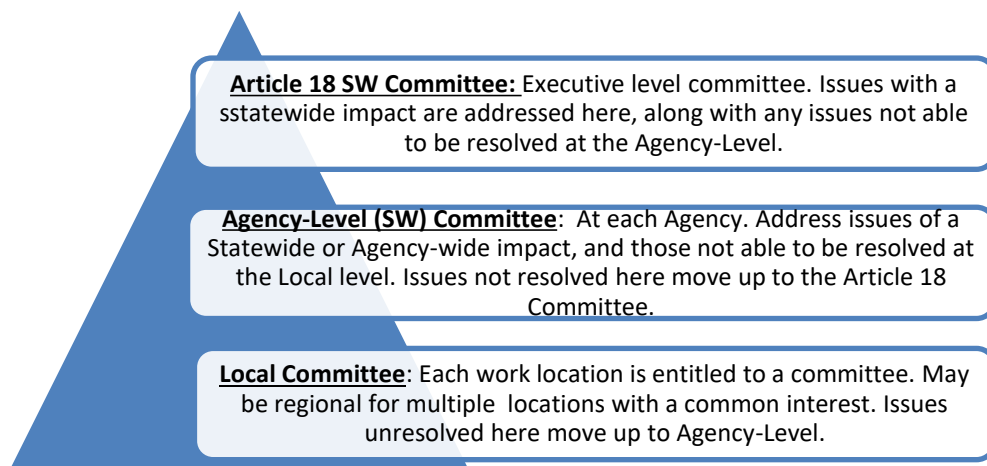 Article 18 SW Committee: Executive level committee. Issues with a
sstatewide impact are addressed here, along with any issues not able
to be resolved at the Agency-Level.
Agency-Level (SW) Committee:  At each Agency. Address issues of a
Statewide or Agency-wide impact, and those not able to be resolved at
the Local level. Issues not resolved here move up to the Article 18
Committee.
Local Committee: Each work location is entitled to a committee. May
be regional for multiple  locations with a common interest. Issues
unresolved here move up to Agency-Level.